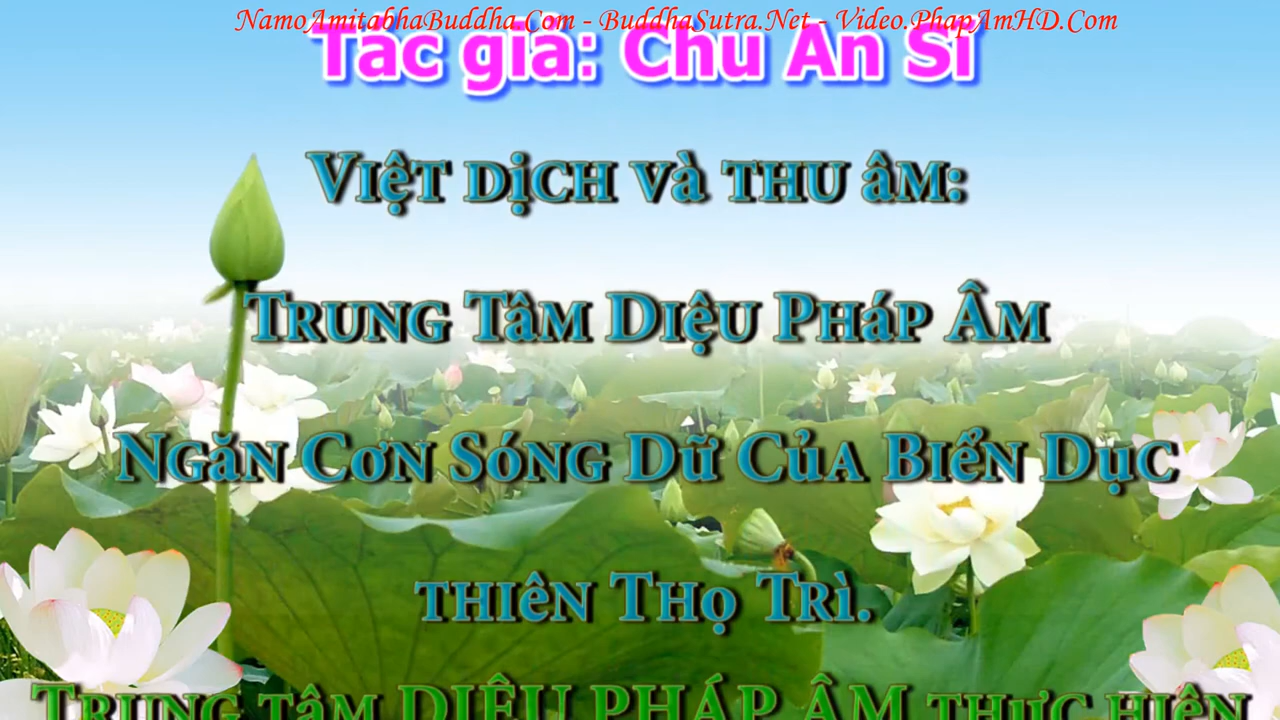 NamoAmitabhaBuddha.Com - BuddhaSutra.Net - Video.PhapAmHD.Com
Tác giả: Chu An Sĩ
Việt dịch và thu âm:
Trung Tâm Diệu Pháp Âm
Ngăn Cơn Sóng Dữ Của Biển Dục
thiên Thọ Trì.
Trung tâm DIỆU PHÁP ÂM thực hiện